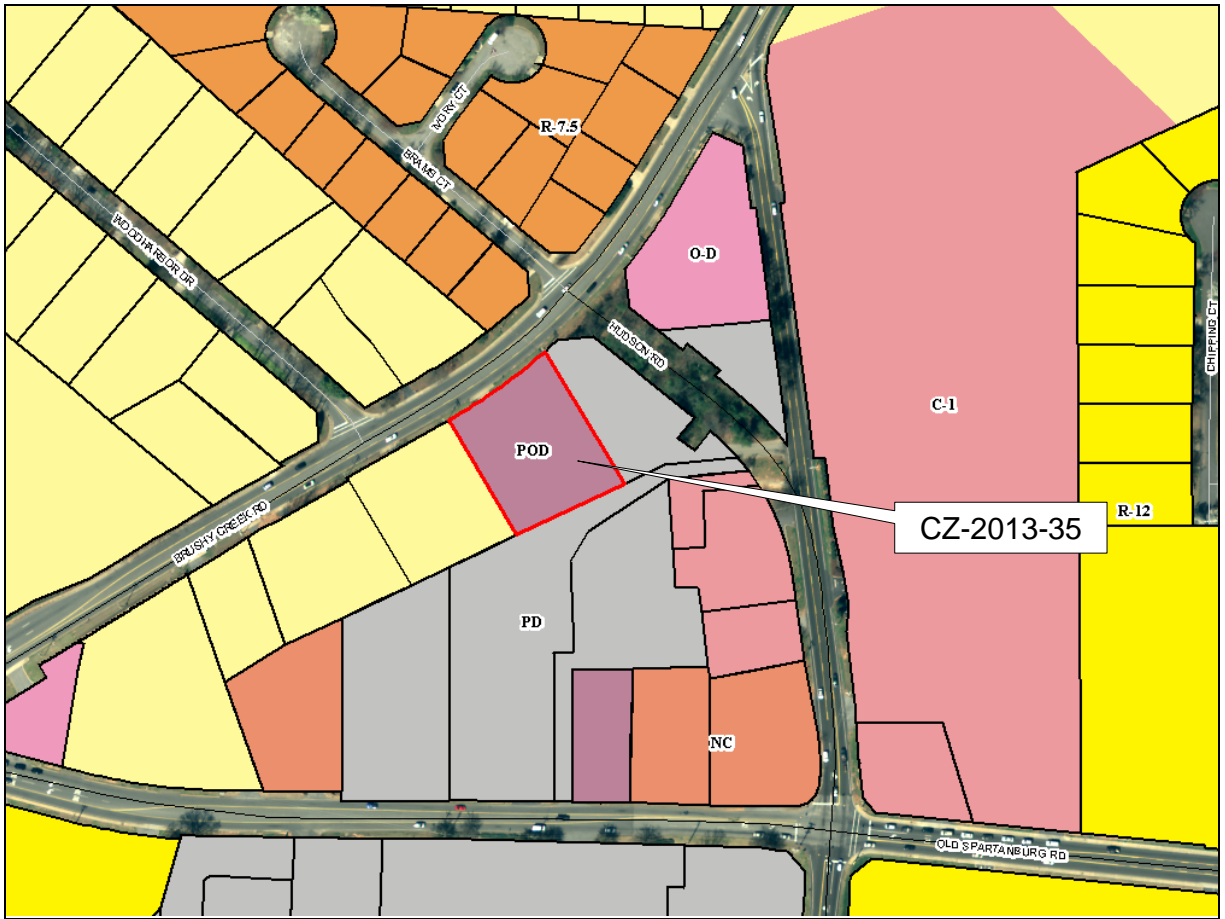 IVORY CT
R-7.5
BRAMS CT
WOODHARBOR DR
O-D
HUDSON RD
CHIPPING CT
C-1
POD
R-12
CZ-2013-35
BRUSHY CREEK RD
PD
NC
OLD SPARTANBURG RD